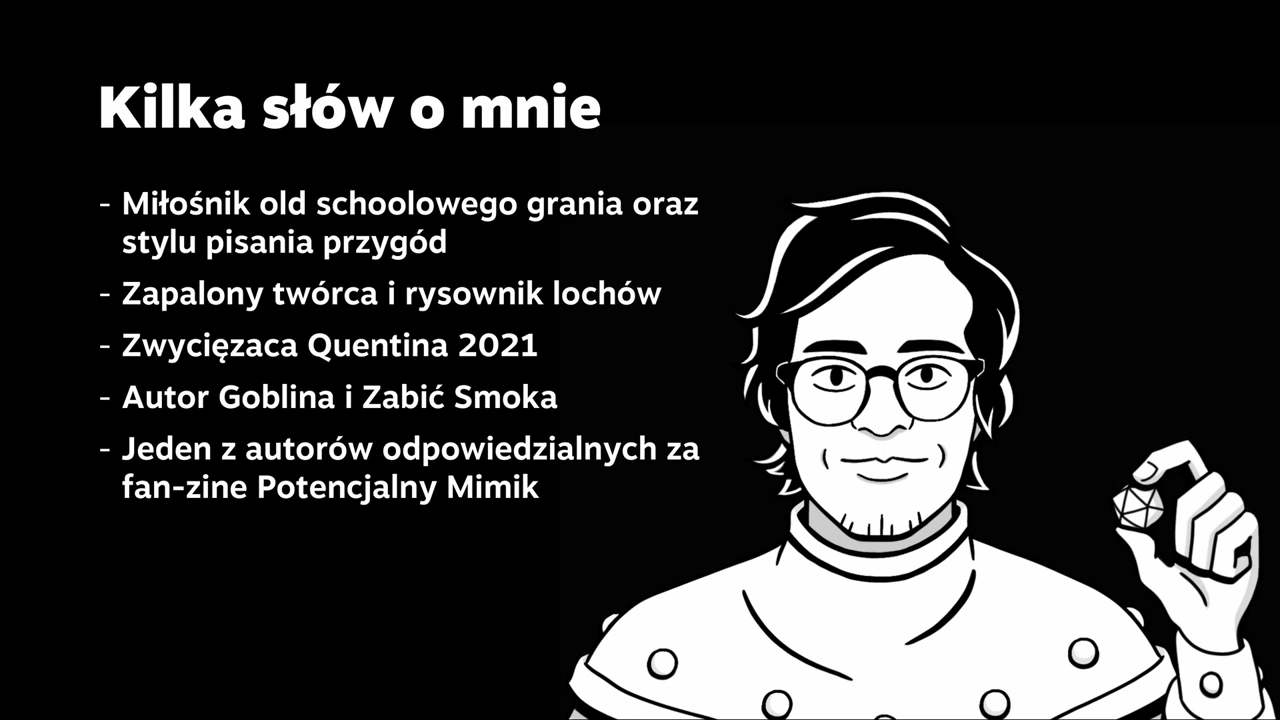 Kilka słów o mnie
- Miłośnik old schoolowego grania oraz
stylu pisania przygód
- Zapalony twórca i rysownik lochów
- Zwycięzaca Quentina 2021
- Autor Goblina i Zabić Smoka
- Jeden z autorów odpowiedzialnych za
fan-zine Potencjalny Mimik